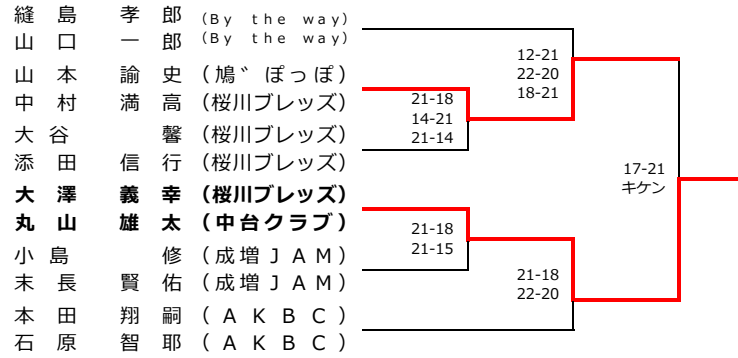 縫島　孝郎 (By the way)
山口　一郎 (By the way)
山本　諭史 (鳩゛ぽっぽ)
中村　満高 (桜川ブレッズ)
大谷　馨 (桜川ブレッズ)
添田　信行 (桜川ブレッズ)
大澤　義幸 (桜川ブレッズ)
丸山　雄太 (中台クラブ)
小島　修 (成増JAM)
末長　賢佑 (成増JAM)
本田　翔嗣 (AKBC)
石原　智耶 (AKBC)
21-18
14-21
21-14
21-18
21-15
12-21
22-20
18-21
21-18
22-20
17-21
キケン